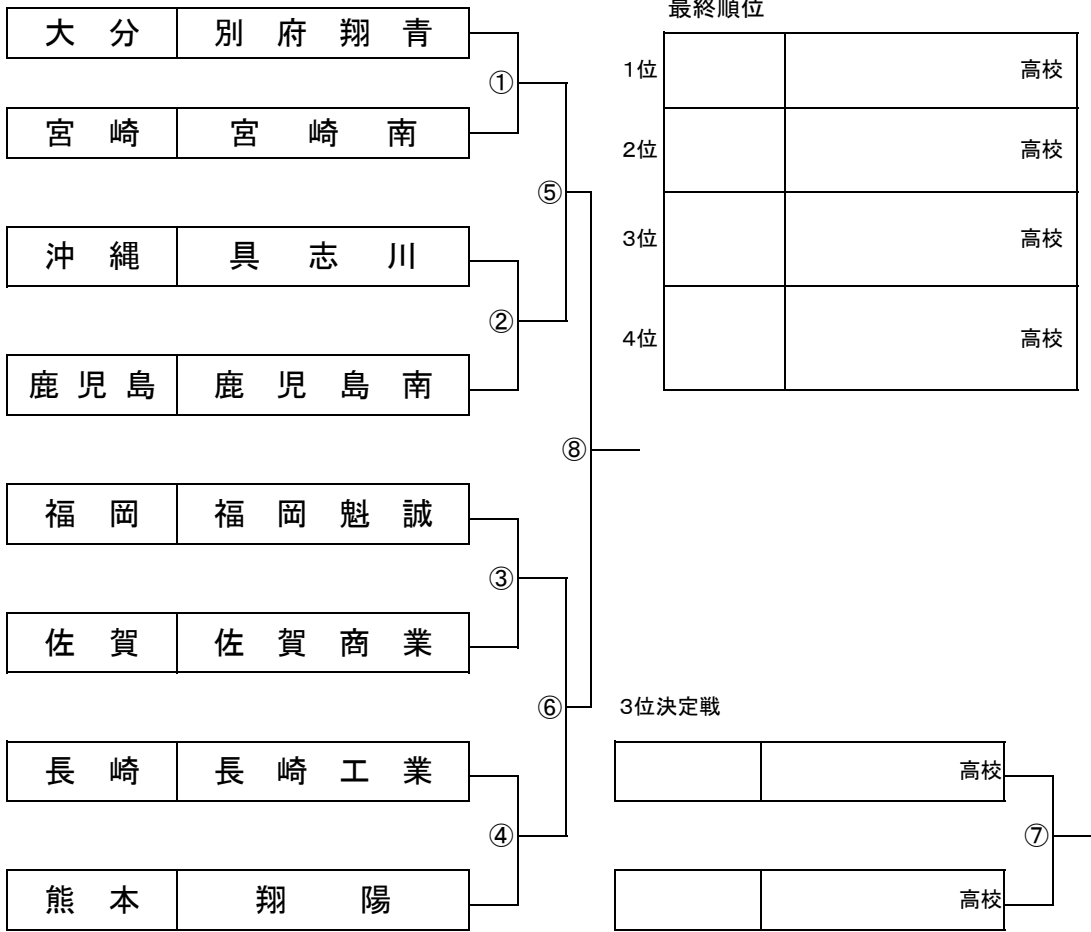 大分 別府翔青
①
宮崎 宮崎南
⑤
沖縄 具志川
②
鹿児島 鹿児島南
⑧
福岡 福岡魁誠
③
佐賀 佐賀商業
⑥
長崎 長崎工業
④
熊本 翔陽
最終順位
1位 高校
2位 高校
3位 高校
4位 高校
3位決定戦
高校
⑦
高校